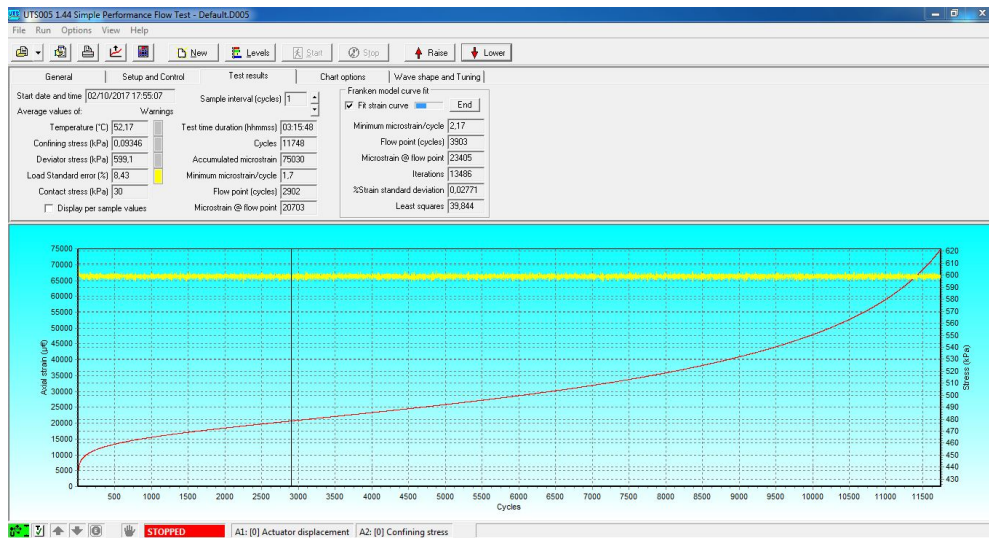 UTS005 1.44 Simple Performance Flow Test - Default.D005
File Run Options View Help
New Levels Start Stop Raise Lower
General Setup and Control Test results Chart options Wave shape and Tuning
Start date and time 02/10/2017 17:55:07
Average values of: Warnings
Temperature (°C) 52,17
Confining stress (kPa) 0,09346
Deviator stress (kPa) 599,1
Load Standard error (%) 8,43
Contact stress (kPa) 30
Display per sample values
Sample interval (cycles) 1
Test time duration (hhmmss) 03:15:48
Cycles 11748
Accumulated microstrain 75030
Minimum microstrain/cycle 1,7
Flow point (cycles) 2902
Microstrain @ flow point 20703
Franken model curve fit
Fit strain curve End
Minimum microstrain/cycle 2,17
Flow point (cycles) 3903
Microstrain @ flow point 23405
Iterations 13486
%Strain standard deviation 0,02771
Least squares 39,844
Axial strain (µε)
75000
70000
65000
60000
55000
50000
45000
40000
35000
30000
25000
20000
15000
10000
5000
0
620
610
600
590
580
570
560
550
540
530
520
510
500
490
480
470
460
450
440
430
Stress (kPa)
500 1000 1500 2000 2500 3000 3500 4000 4500 5000 5500 6000 6500 7000 7500 8000 8500 9000 9500 10000 10500 11000 11500
Cycles
STOPPED A1: [0] Actuator displacement A2: [0] Confining stress